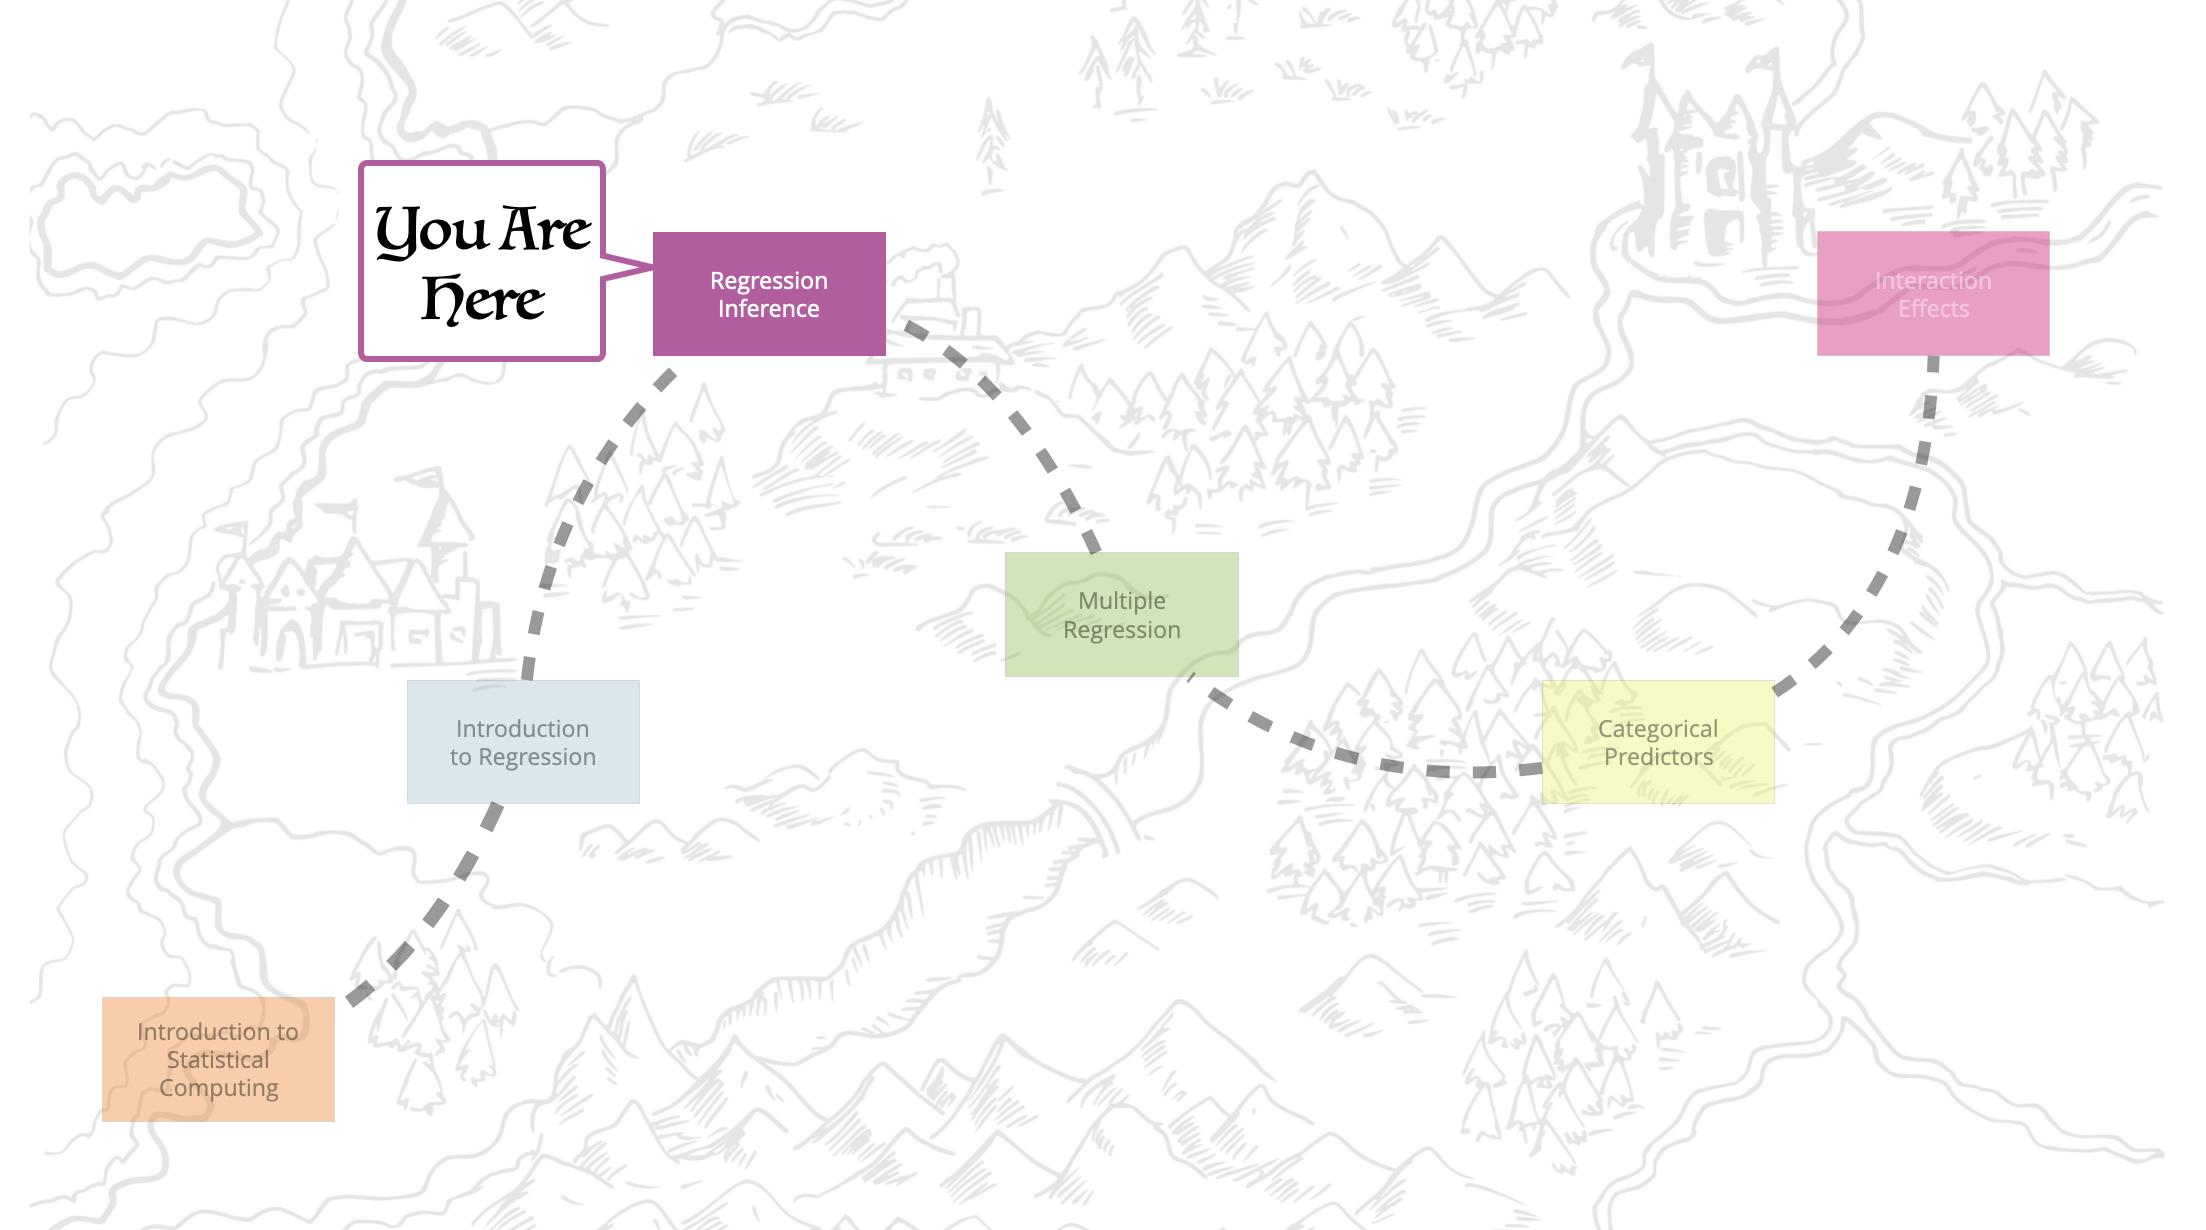 You Are
Here
Regression
Inference
Interaction
Effects
Multiple
Regression
Introduction
to Regression
Categorical
Predictors
Introduction to
Statistical
Computing